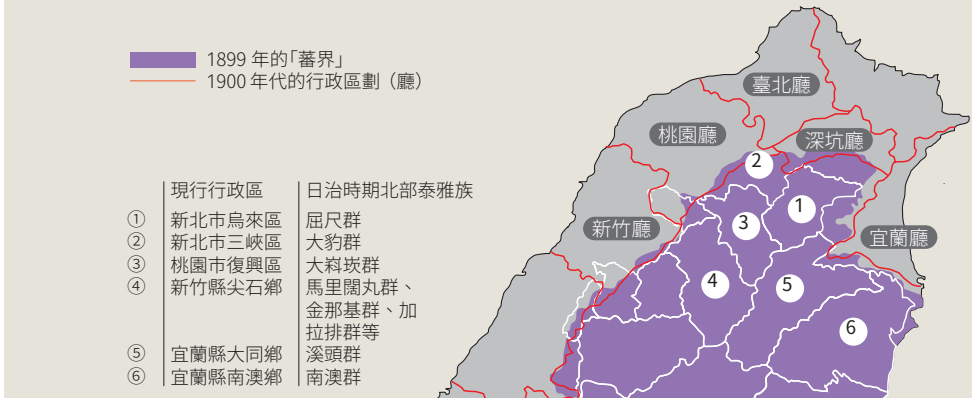 1899 年的「蕃界」
1900 年代的行政區劃（廳）
現行行政區 日治時期北部泰雅族
① 新北市烏來區 屈尺群
② 新北市三峽區 大豹群
③ 桃園市復興區 大嵙崁群
④ 新竹縣尖石鄉 馬里闊丸群、
金那基群、加
拉排群等
⑤ 宜蘭縣大同鄉 溪頭群
⑥ 宜蘭縣南澳鄉 南澳群
臺北廳
桃園廳
深坑廳
新竹廳
宜蘭廳
2
1
3
4
5
6